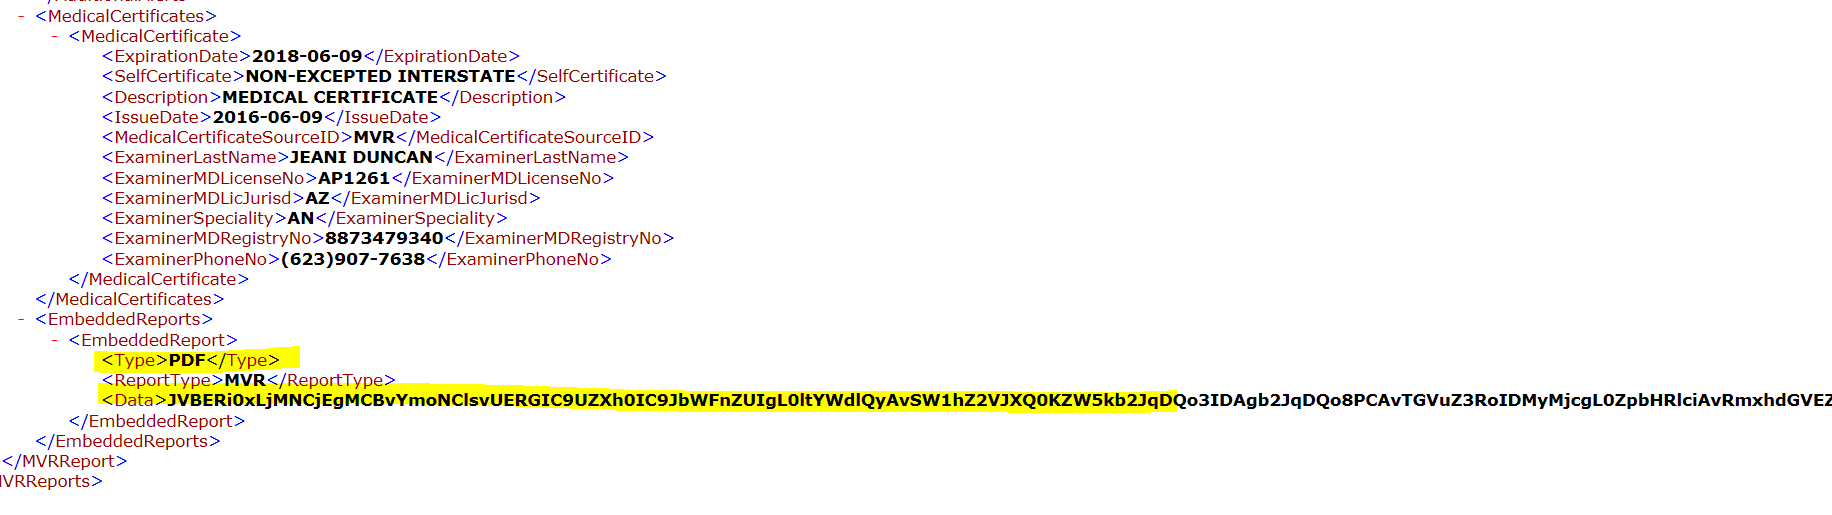 - <MedicalCertificates>
- <MedicalCertificate>
<ExpirationDate>2018-06-09</ExpirationDate>
<SelfCertificate>NON-EXCEPTED INTERSTATE</SelfCertificate>
<Description>MEDICAL CERTIFICATE</Description>
<IssueDate>2016-06-09</IssueDate>
<MedicalCertificateSourceID>MVR</MedicalCertificateSourceID>
<ExaminerLastName>JEANI DUNCAN</ExaminerLastName>
<ExaminerMDLicenseNo>AP1261</ExaminerMDLicenseNo>
<ExaminerMDLicJurisd>AZ</ExaminerMDLicJurisd>
<ExaminerSpeciality>AN</ExaminerSpeciality>
<ExaminerMDRegistryNo>8873479340</ExaminerMDRegistryNo>
<ExaminerPhoneNo>(623)907-7638</ExaminerPhoneNo>
</MedicalCertificate>
</MedicalCertificates>
- <EmbeddedReports>
- <EmbeddedReport>
<Type>PDF</Type>
<ReportType>MVR</ReportType>
<Data>JVBERi0xLjMNCjEgMCBvYmoNClsvUERGIC9UZXh0IC9JbWFnZUIgL0ltYWdlQyAvSW1hZ2VJXQ0KZW5kb2JqDQo3IDAgb2JqDQo8PCAvTGVuZ3RoIDMyMjcgL0ZpbHRlciAvRmxhdGVE
</EmbeddedReport>
</EmbeddedReports>
</MVRReport>
VRReports>